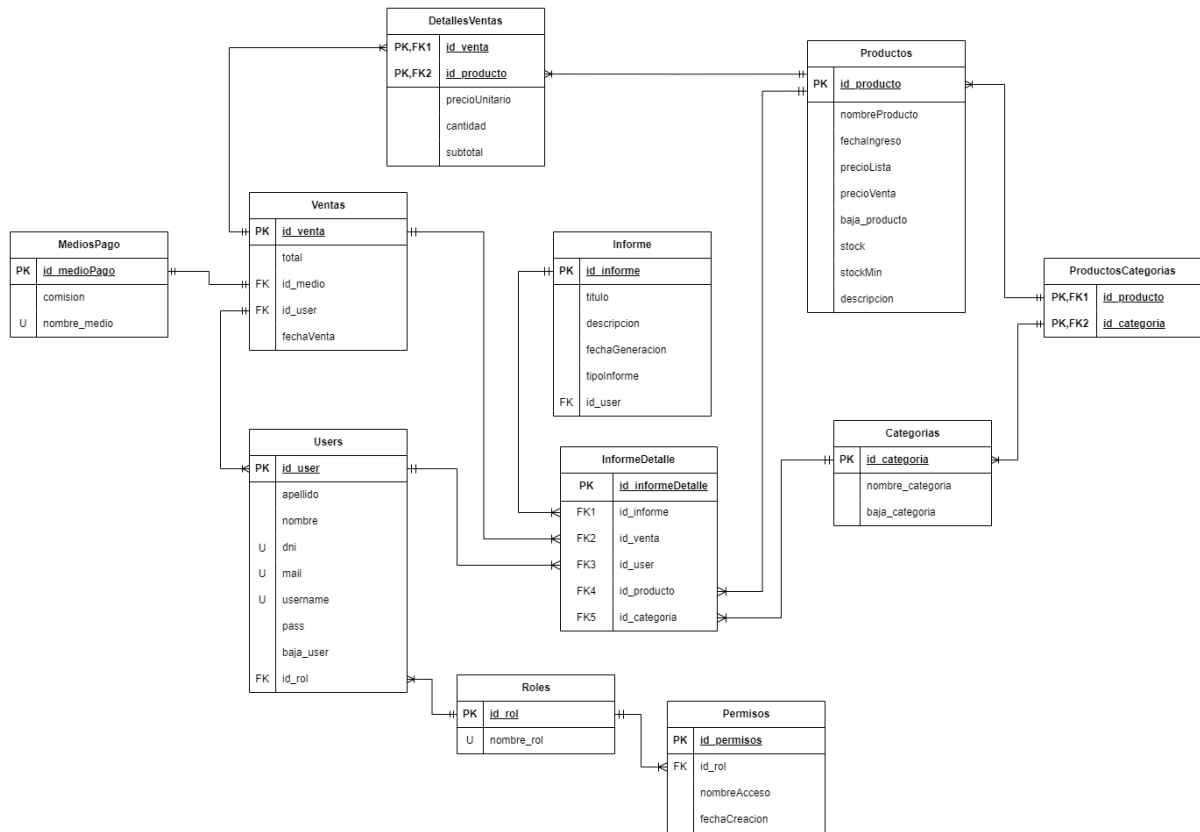 DetallesVentas
PK,FK1 id_venta
PK,FK2 id_producto
precioUnitario
cantidad
subtotal
Productos
PK id_producto
nombreProducto
fechaIngreso
precioLista
precioVenta
baja_producto
stock
stockMin
descripcion
Ventas
PK id_venta
total
FK id_medio
FK id_user
fechaVenta
MediosPago
PK id_medioPago
comision
U nombre_medio
Informe
PK id_informe
titulo
descripcion
fechaGeneracion
tipoInforme
FK id_user
ProductosCategorias
PK,FK1 id_producto
PK,FK2 id_categoria
Categorias
PK id_categoria
nombre_categoria
baja_categoria
Users
PK id_user
apellido
nombre
U dni
U mail
U username
pass
baja_user
FK id_rol
InformeDetalle
PK id_informeDetalle
FK1 id_informe
FK2 id_venta
FK3 id_user
FK4 id_producto
FK5 id_categoria
Roles
PK id_rol
U nombre_rol
Permisos
PK id_permisos
FK id_rol
nombreAcceso
fechaCreacion